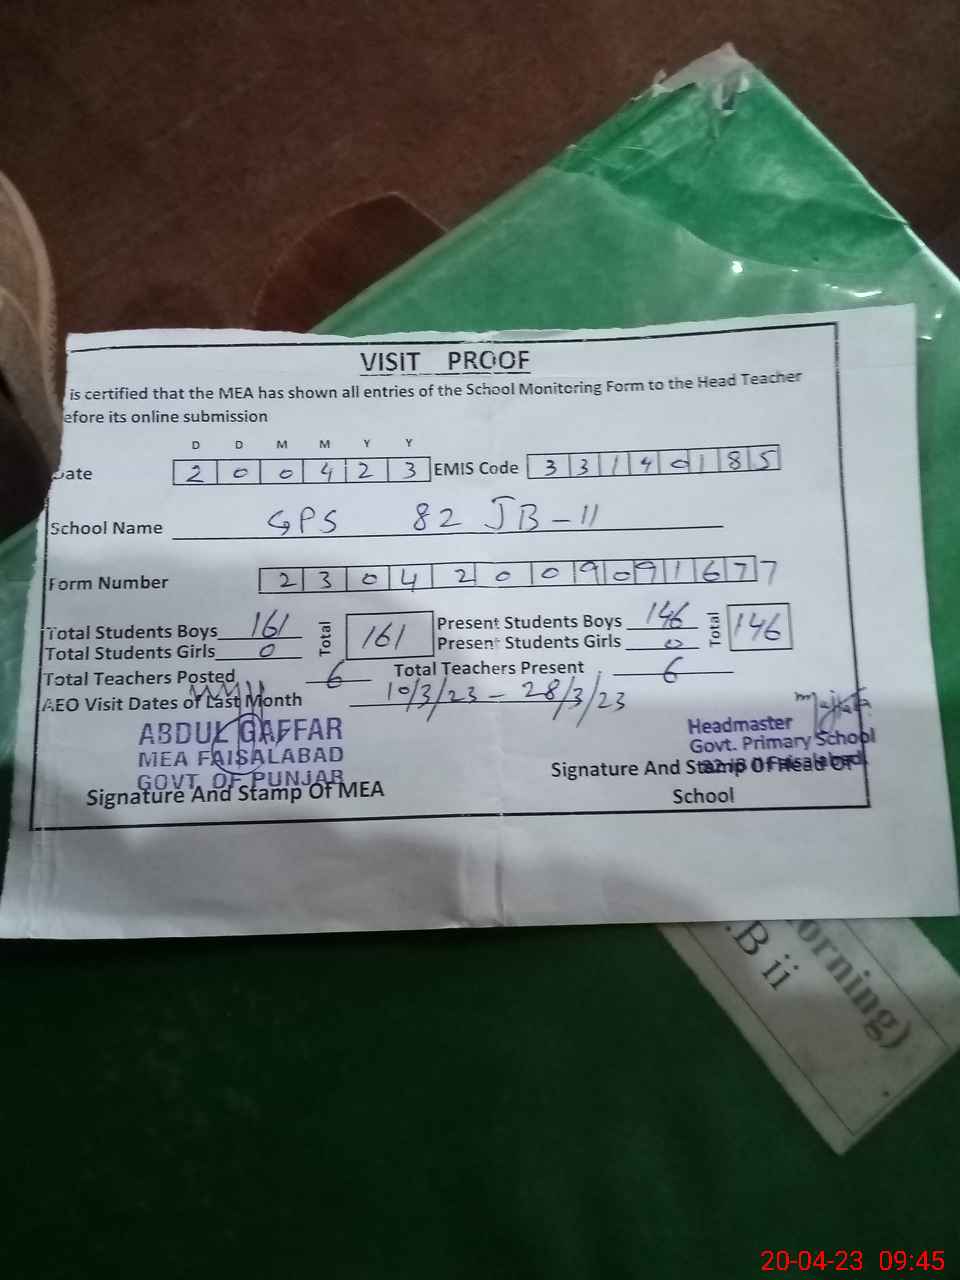 VISIT PROOF
is certified that the MEA has shown all entries of the School Monitoring Form to the Head Teacher
efore its online submission
D D M M Y Y
Date 2 0 0 4 2 3 EMIS Code 3 3 1 4 0 1 8 5
School Name GPS 82 JB-II
Form Number 2 3 0 4 2 0 0 9 0 9 1 6 7 7
Total Students Boys 161 Total 161 Present Students Boys 146 Total 146
Total Students Girls 0 Present Students Girls 0
Total Teachers Posted 6 Total Teachers Present 6
AEO Visit Dates of Last Month 10/3/23 - 28/3/23
ABDUL GAFFAR
MEA FAISALABAD
GOVT. OF PUNJAB
Signature And Stamp Of MEA
Headmaster
Govt. Primary School
Signature And Stamp Of Head Of
School
orning)
.B ii
20-04-23 09:45